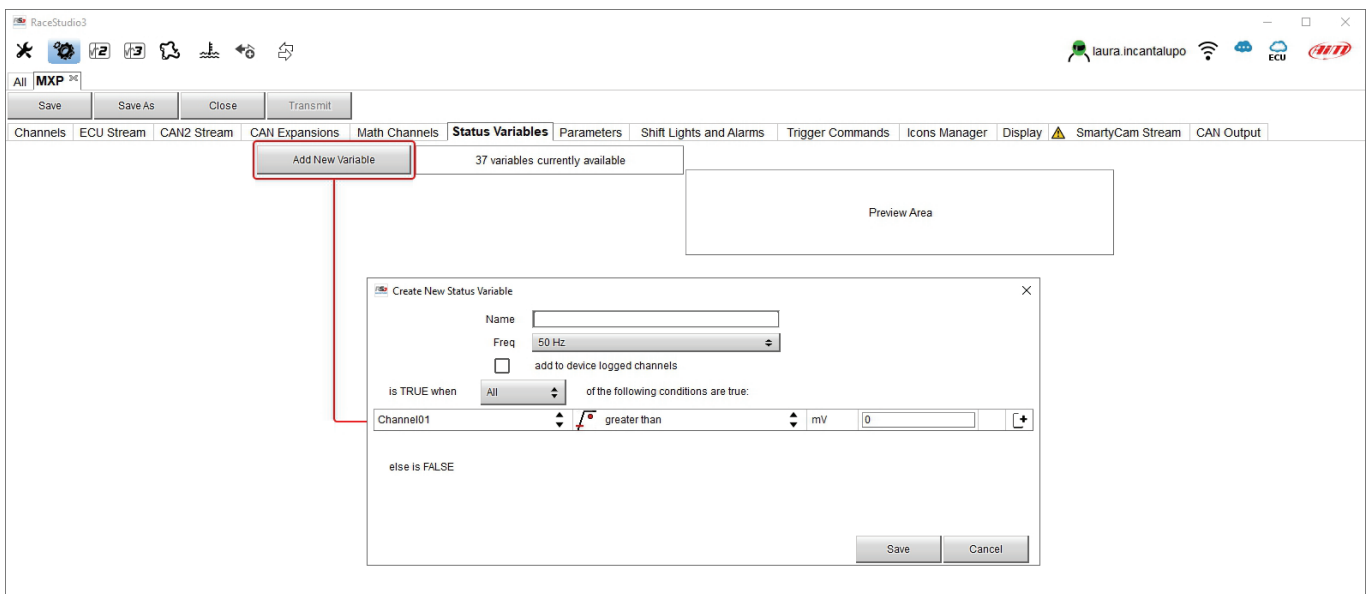 RaceStudio3
laura.incantalupo
ECU
All MXP
Save Save As Close Transmit
Channels ECU Stream CAN2 Stream CAN Expansions Math Channels Status Variables Parameters Shift Lights and Alarms Trigger Commands Icons Manager Display SmartyCam Stream CAN Output
Add New Variable 37 variables currently available
Preview Area
Create New Status Variable
Name
Freq 50 Hz
add to device logged channels
is TRUE when All of the following conditions are true:
Channel01 greater than mV 0
else is FALSE
Save Cancel